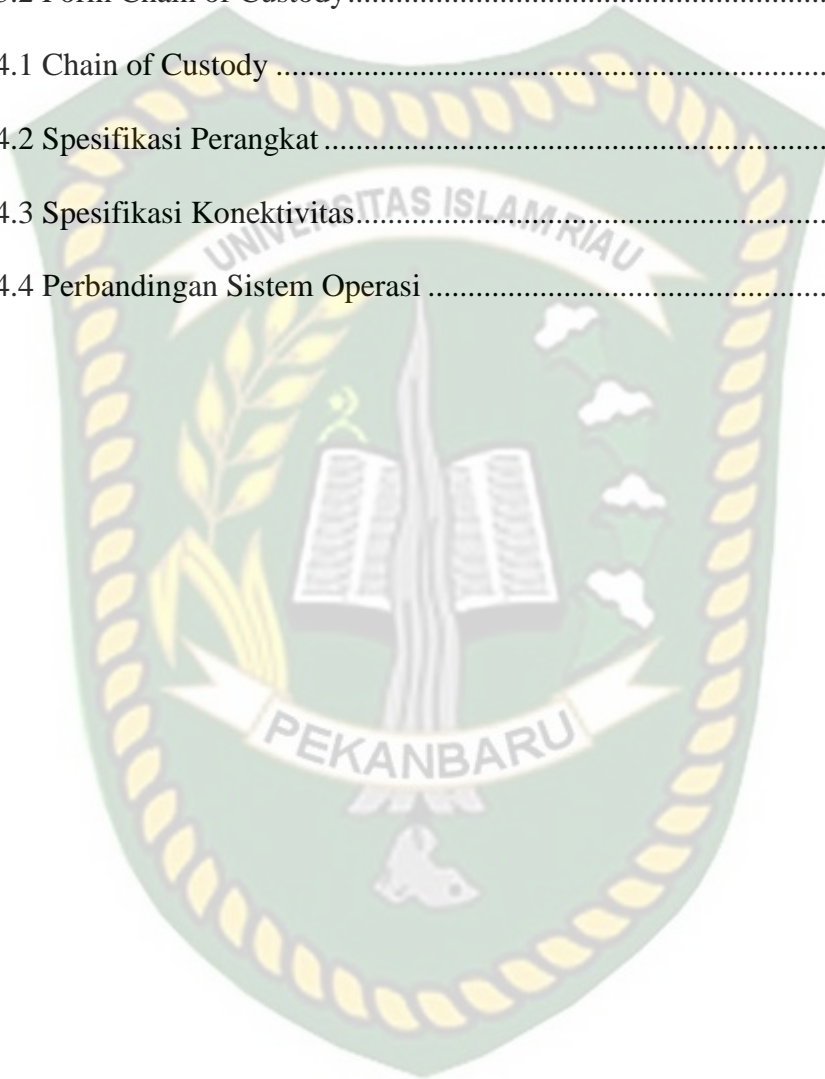 3.2 Form Chain of Custody..........................................................
4.1 Chain of Custody ......................................................................
4.2 Spesifikasi Perangkat ................................................................
4.3 Spesifikasi Konektivitas............................................................
4.4 Perbandingan Sistem Operasi ...................................................
UNIVERSITAS ISLAM RIAU
PEKANBARU